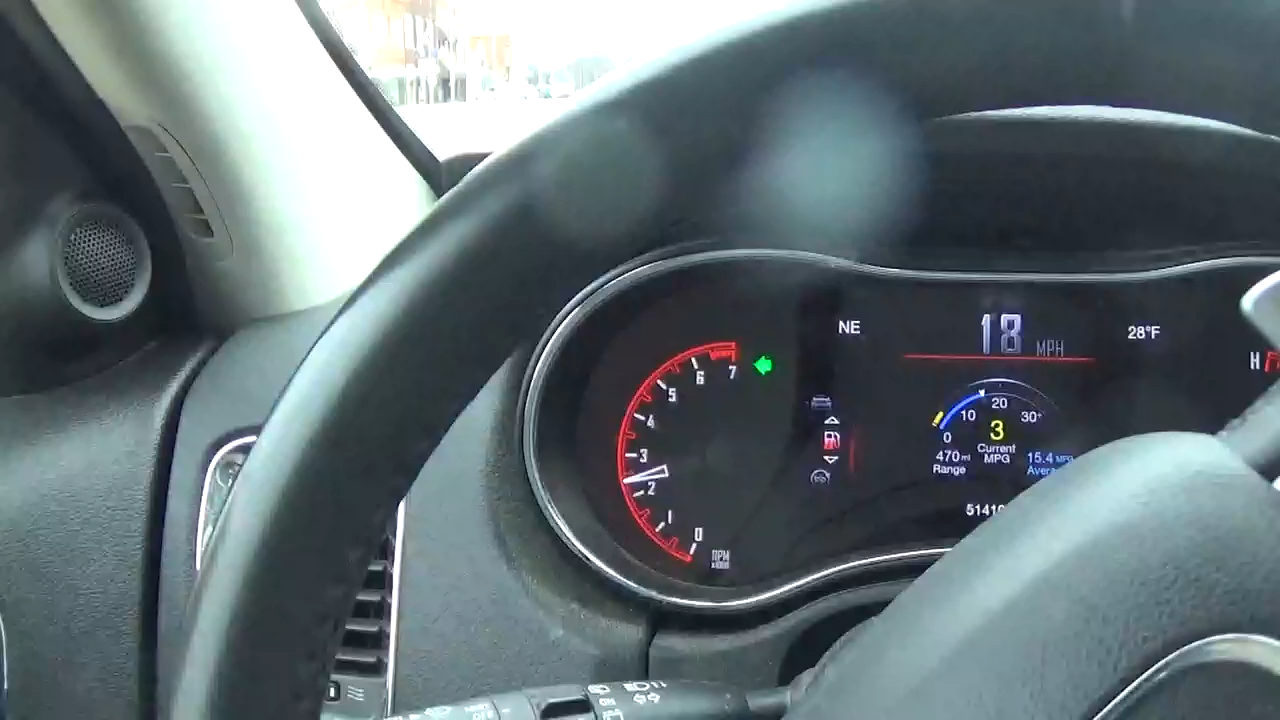 NE
18 MPH
28°F
H
7
6
5
4
3
2
1
0
RPM
x1000
0 10 20 30+
3
Current
MPG
470 mi
Range
15.4 MPG